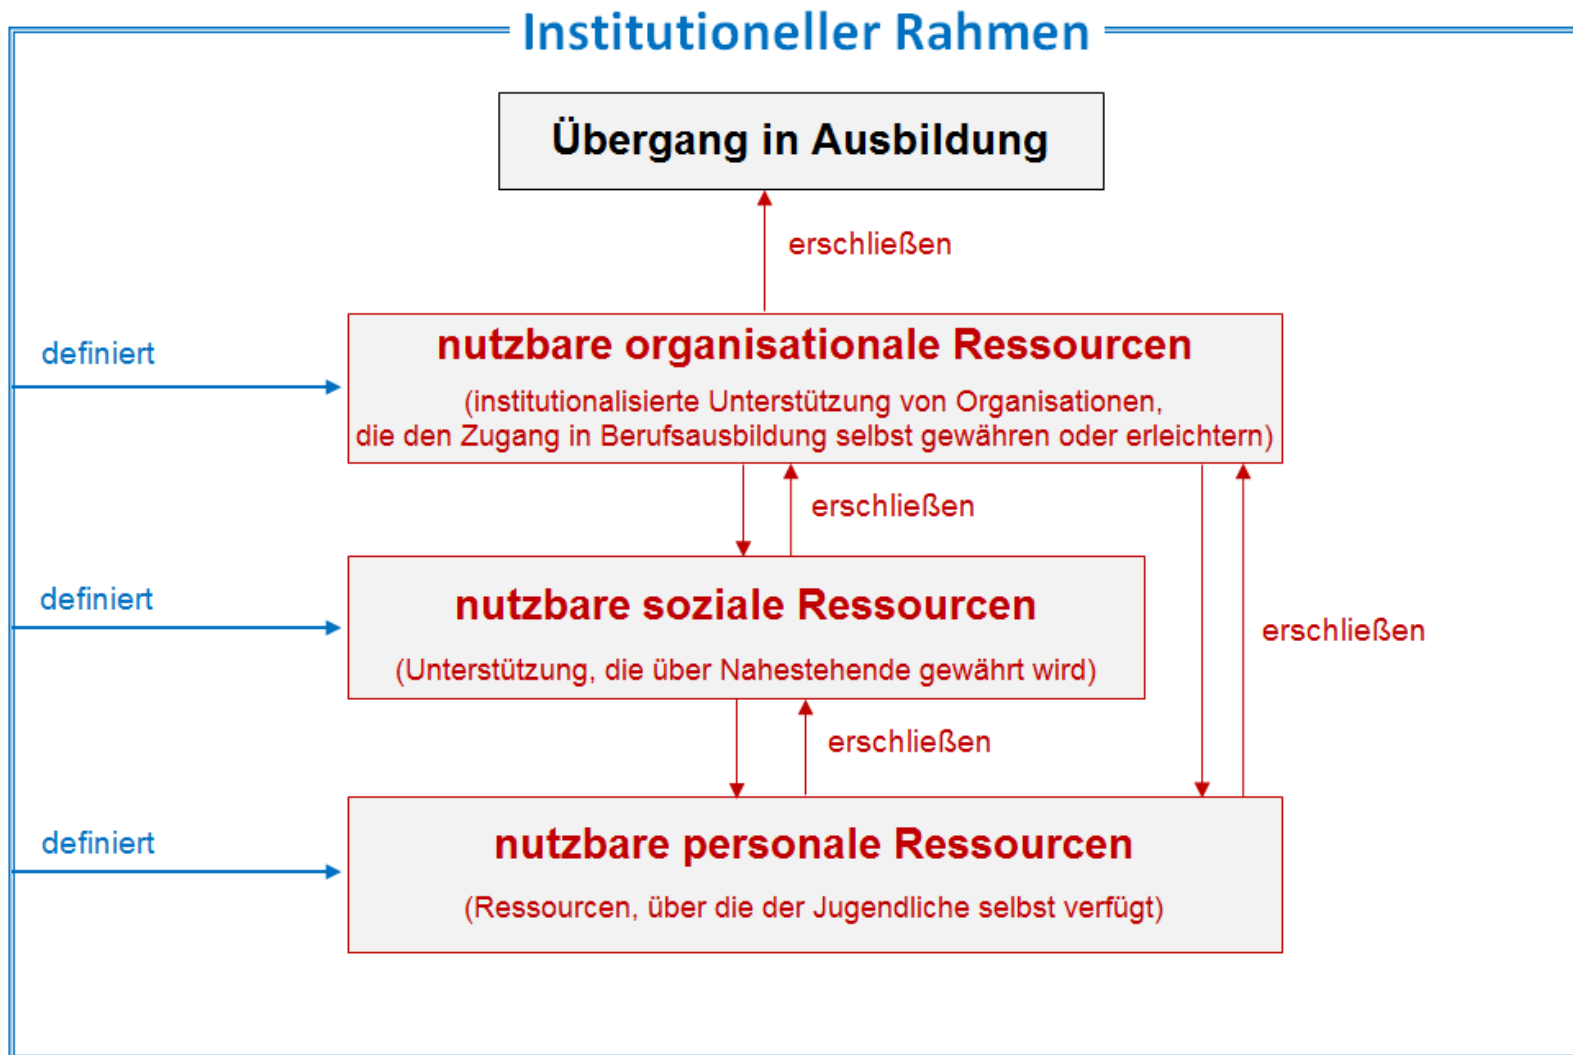 Institutioneller Rahmen
Übergang in Ausbildung
erschließen
definiert
nutzbare organisationale Ressourcen
(institutionalisierte Unterstützung von Organisationen,
die den Zugang in Berufsausbildung selbst gewähren oder erleichtern)
erschließen
definiert
nutzbare soziale Ressourcen
(Unterstützung, die über Nahestehende gewährt wird)
erschließen
erschließen
definiert
nutzbare personale Ressourcen
(Ressourcen, über die der Jugendliche selbst verfügt)